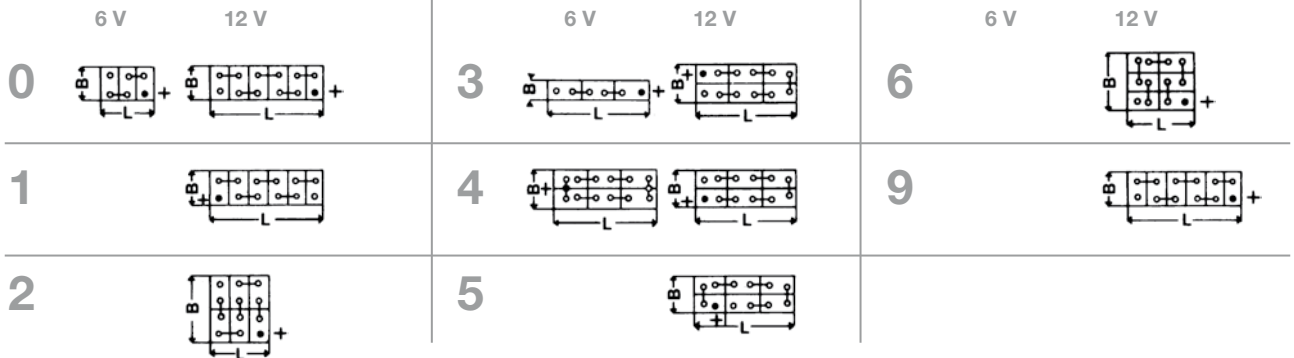 6 V 12 V 6 V 12 V 6 V 12 V
0 B L + B L + 3 B L + B + L 6 B L +
1 B + L 4 B + L B + L 9 B L +
2 B L + 5 B + L